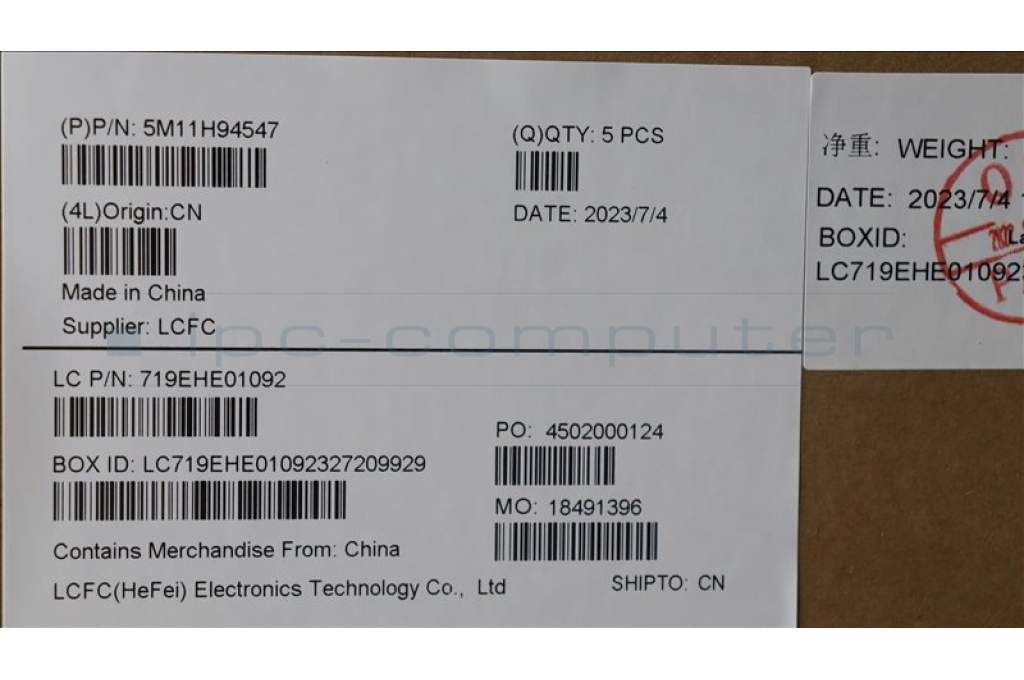 (P)P/N: 5M11H94547
(Q)QTY: 5 PCS
(4L)Origin:CN
DATE: 2023/7/4
Made in China
Supplier: LCFC
ipc-computer
LC P/N: 719EHE01092
PO: 4502000124
BOX ID: LC719EHE01092327209929
MO: 18491396
Contains Merchandise From: China
LCFC(HeFei) Electronics Technology Co., Ltd
SHIPTO: CN
净重: WEIGHT:
DATE: 2023/7/4
BOXID:
LC719EHE010923